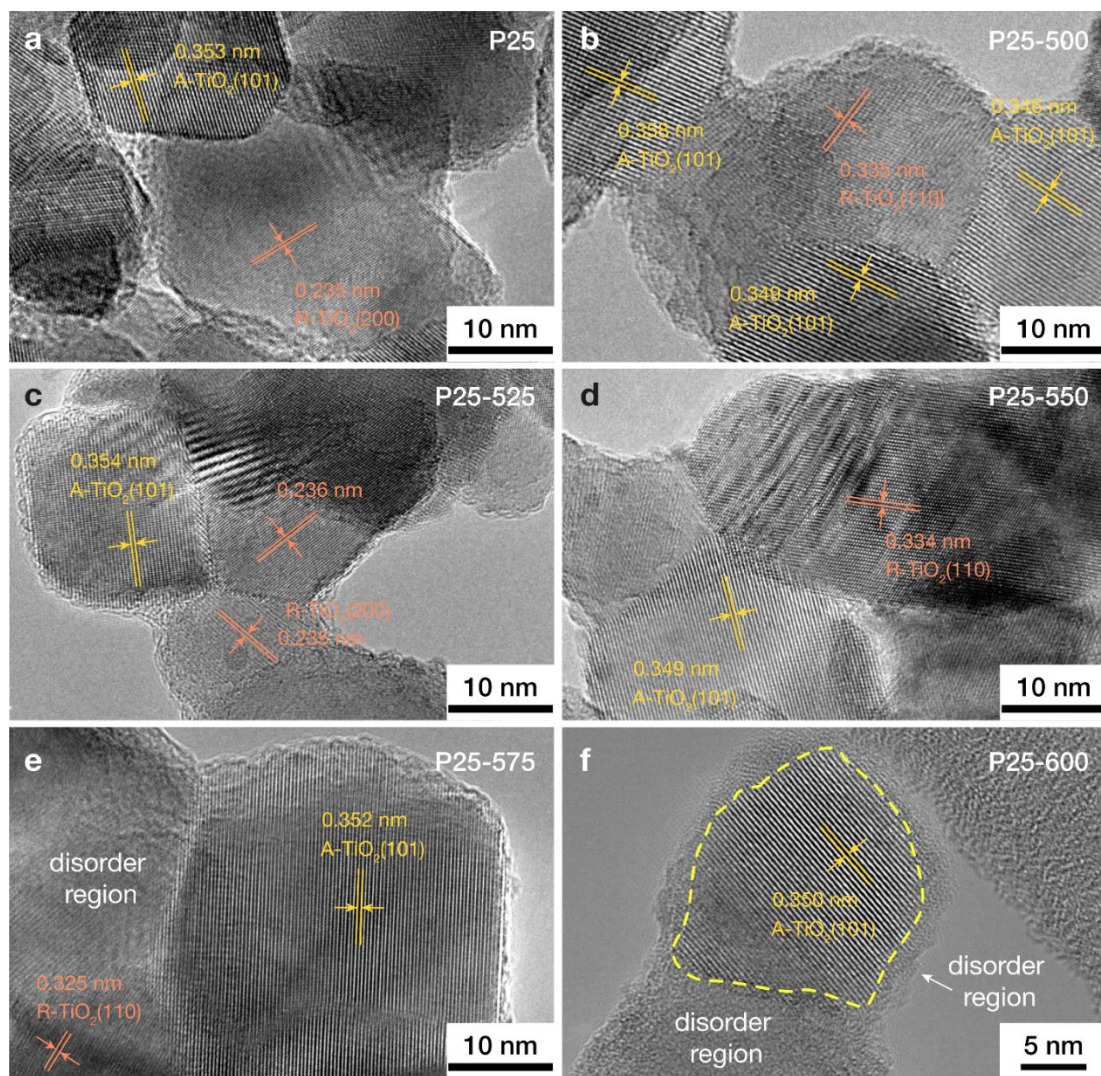 a
P25
0.353 nm
A-TiO₂(101)
0.235 nm
R-TiO₂(200)
10 nm
b
P25-500
0.358 nm
A-TiO₂(101)
0.346 nm
A-TiO₂(101)
0.335 nm
R-TiO₂(110)
0.349 nm
A-TiO₂(101)
10 nm
c
P25-525
0.354 nm
A-TiO₂(101)
0.236 nm
R-TiO₂(200)
10 nm
d
P25-550
0.334 nm
R-TiO₂(110)
0.349 nm
A-TiO₂(101)
10 nm
e
P25-575
0.352 nm
A-TiO₂(101)
disorder
region
0.325 nm
R-TiO₂(110)
10 nm
f
P25-600
0.350 nm
A-TiO₂(101)
disorder
region
disorder
region
5 nm